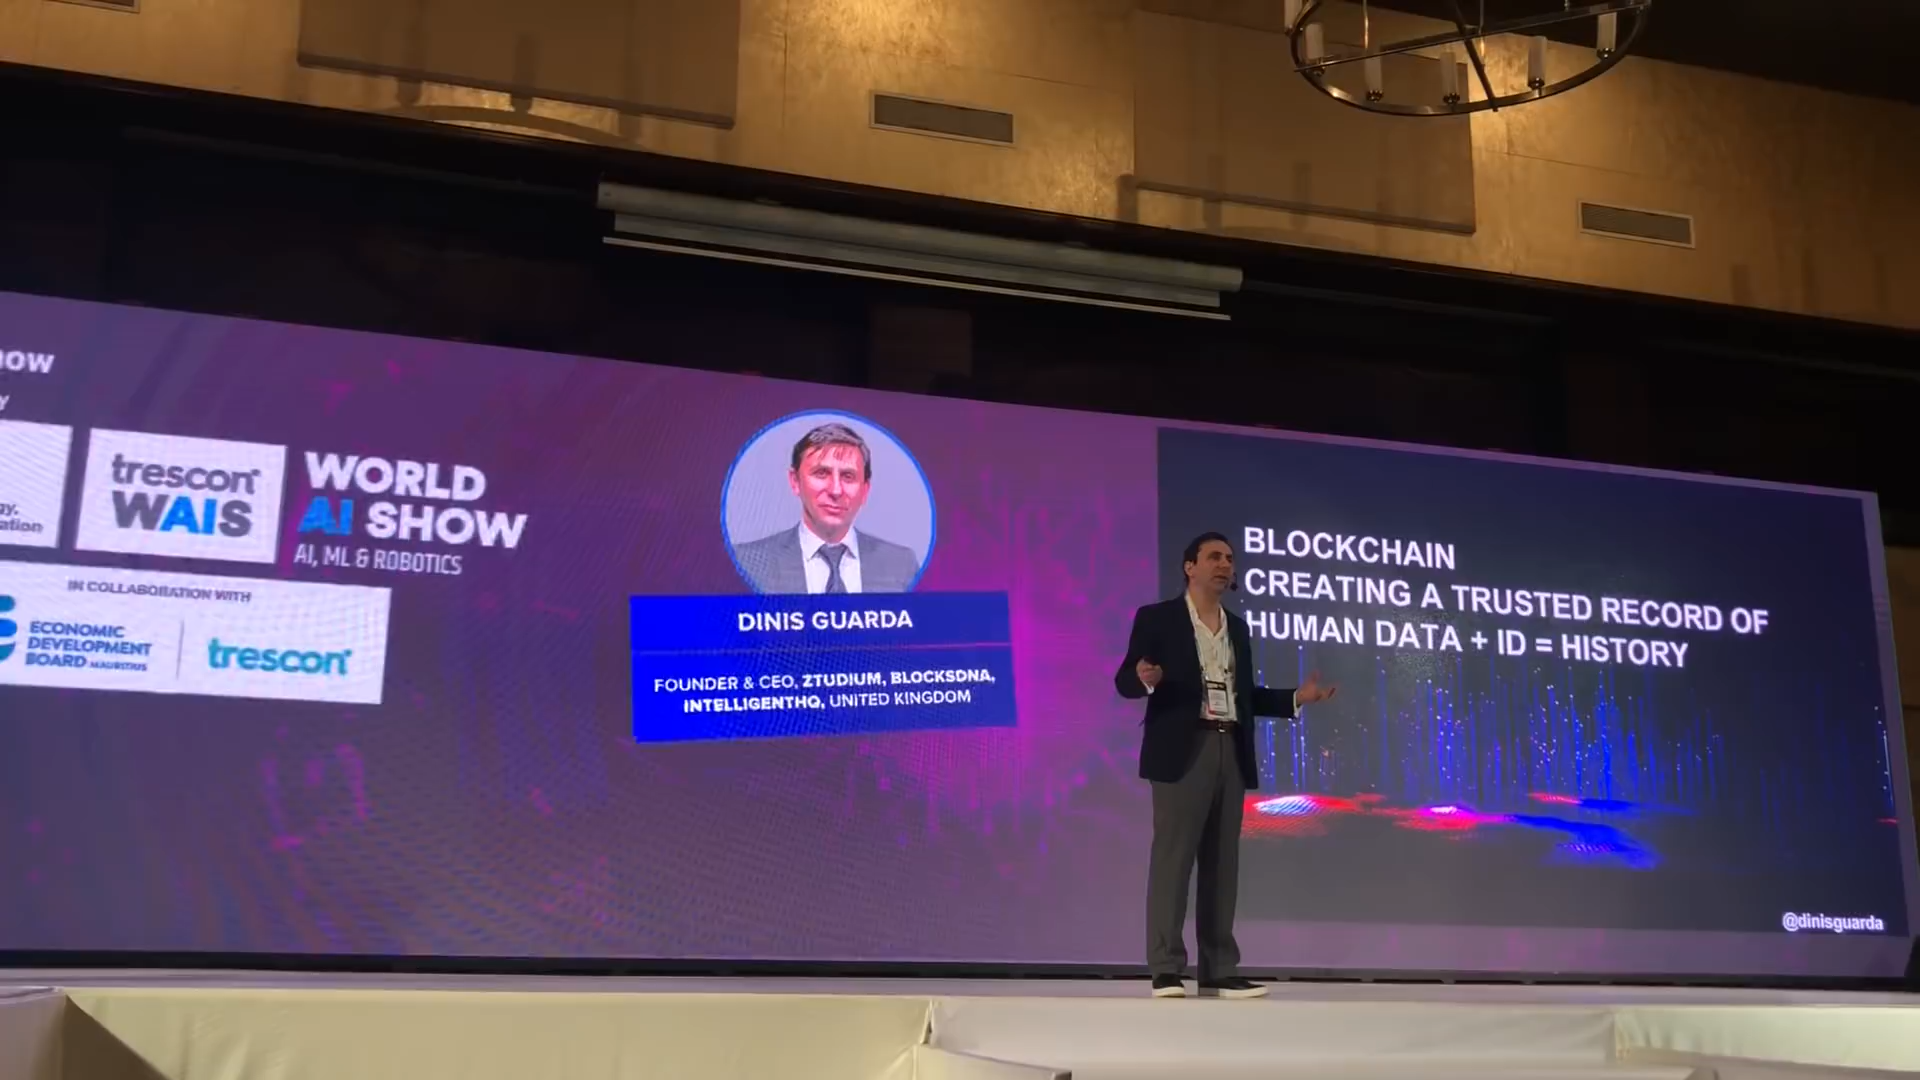 trescon
WAIS
WORLD
AI SHOW
AI, ML & ROBOTICS
IN COLLABORATION WITH
ECONOMIC
DEVELOPMENT
BOARD MAURITIUS
trescon
DINIS GUARDA
FOUNDER & CEO, ZTUDIUM, BLOCKSDNA,
INTELLIGENTHQ, UNITED KINGDOM
BLOCKCHAIN
CREATING A TRUSTED RECORD OF
HUMAN DATA + ID = HISTORY
@dinisguarda